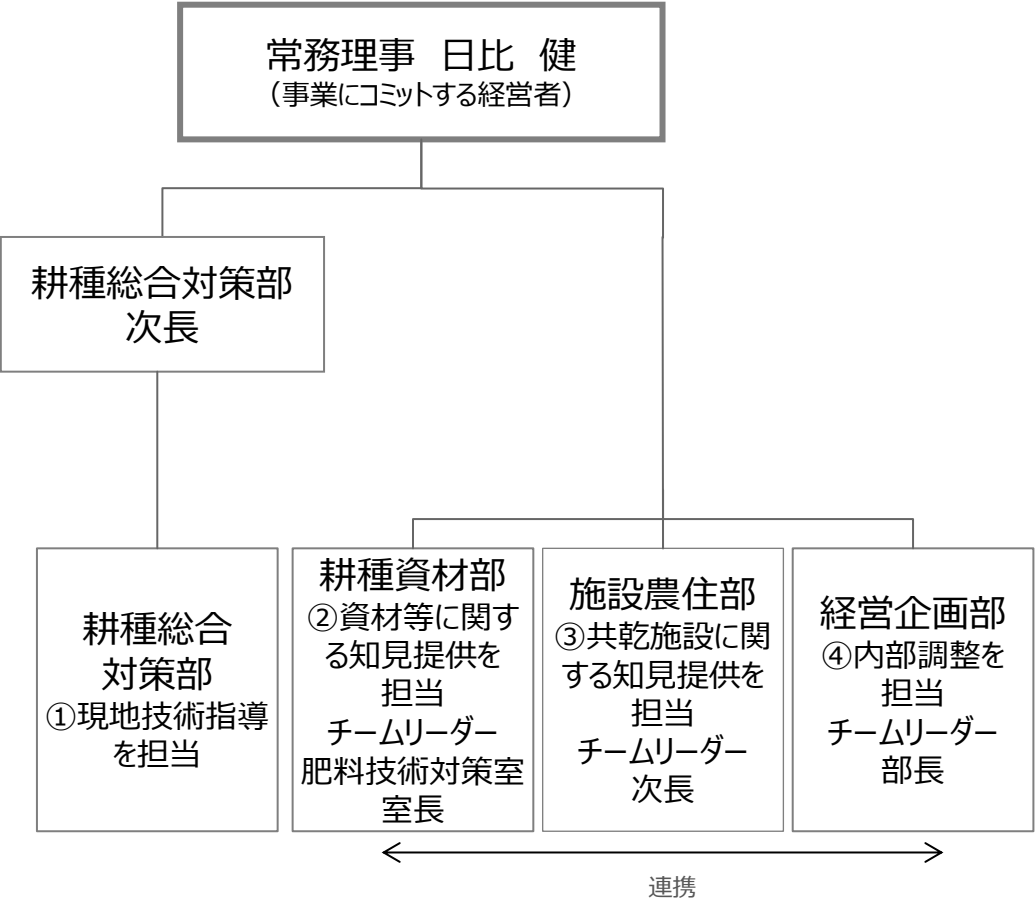 常務理事　日比　健
（事業にコミットする経営者）
耕種総合対策部
次長
耕種総合
対策部
①現地技術指導
を担当
耕種資材部
②資材等に関す
る知見提供を
担当
チームリーダー
肥料技術対策室
室長
施設農住部
③共乾施設に関
する知見提供を
担当
チームリーダー
次長
経営企画部
④内部調整を
担当
チームリーダー
部長
連携